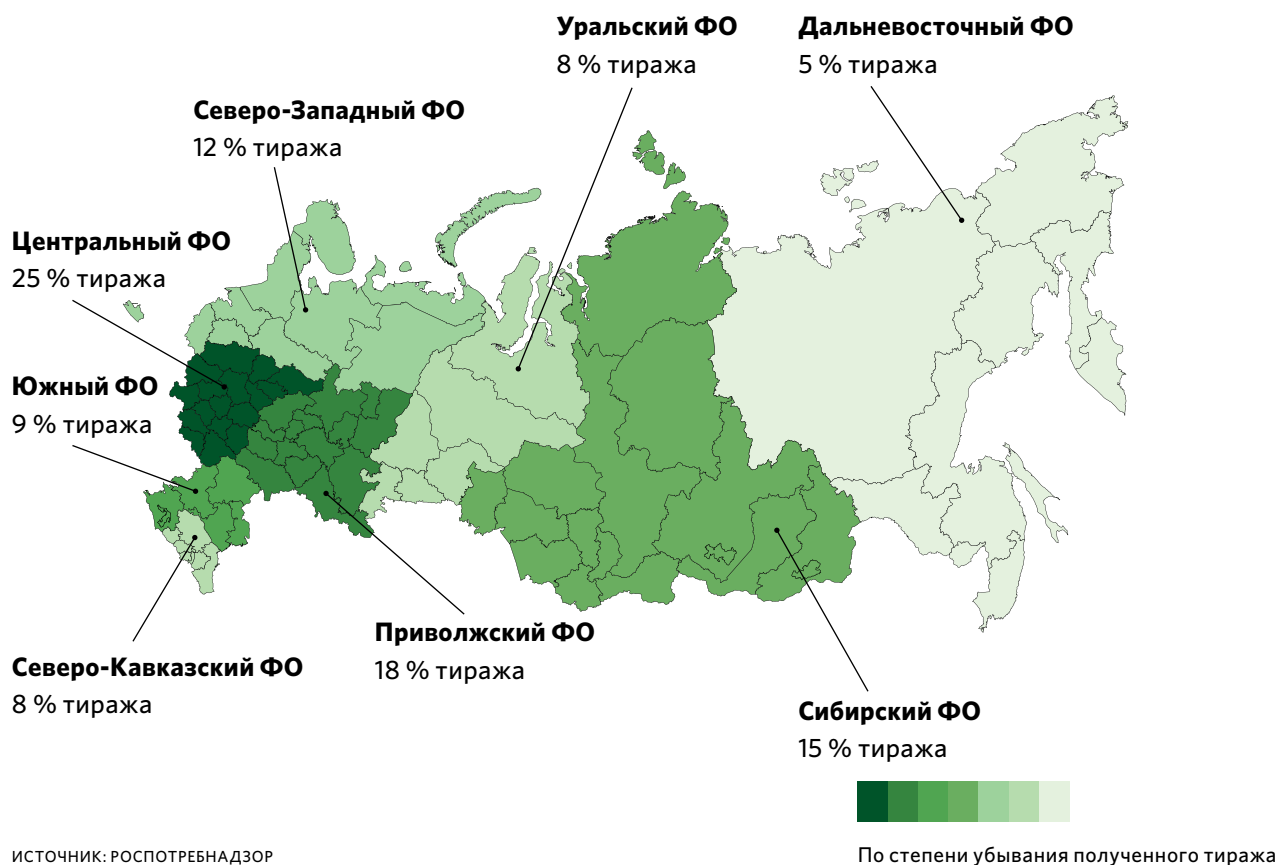 Уральский ФО
8 % тиража
Дальневосточный ФО
5 % тиража
Северо-Западный ФО
12 % тиража
Центральный ФО
25 % тиража
Южный ФО
9 % тиража
Приволжский ФО
18 % тиража
Северо-Кавказский ФО
8 % тиража
Сибирский ФО
15 % тиража
ИСТОЧНИК: РОСПОТРЕБНАДЗОР
По степени убывания полученного тиража